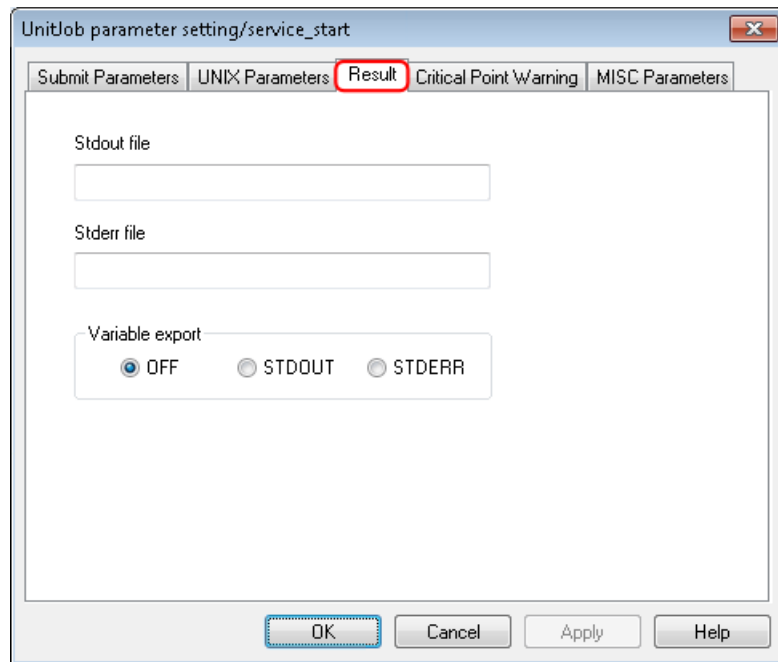 UnitJob parameter setting/service_start
Submit Parameters UNIX Parameters Result Critical Point Warning MISC Parameters
Stdout file
Stderr file
Variable export
OFF STDOUT STDERR
OK Cancel Apply Help